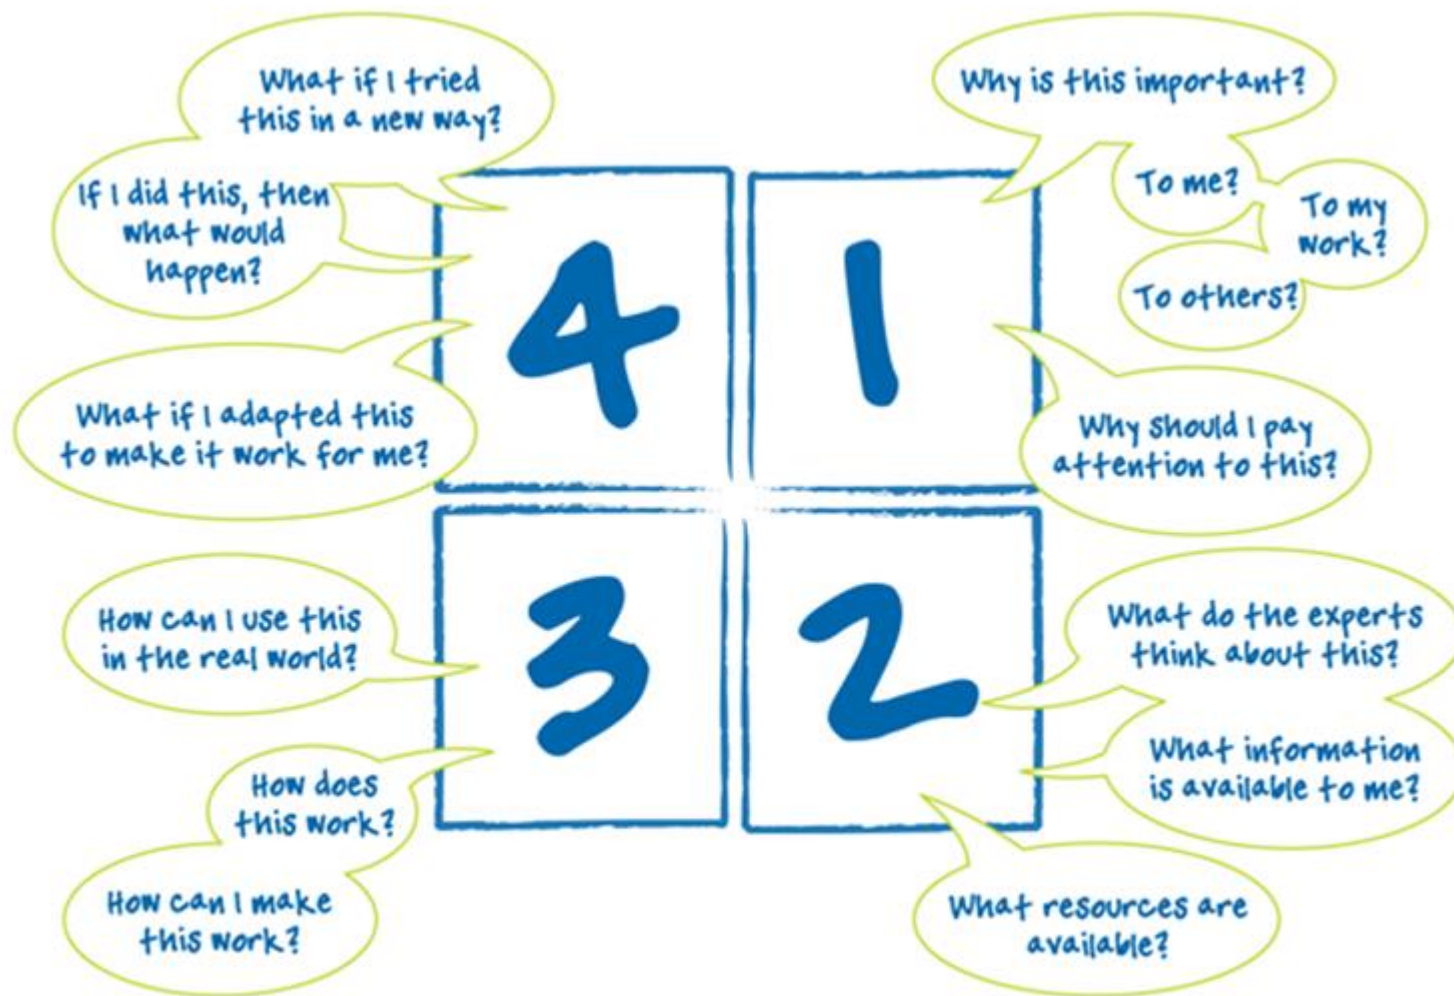 What if I tried
this in a new way?
If I did this, then
what would
happen?
What if I adapted this
to make it work for me?
4
Why is this important?
To me?
To my
work?
To others?
Why should I pay
attention to this?
1
How can I use this
in the real world?
How does
this work?
How can I make
this work?
3
What do the experts
think about this?
What information
is available to me?
What resources are
available?
2